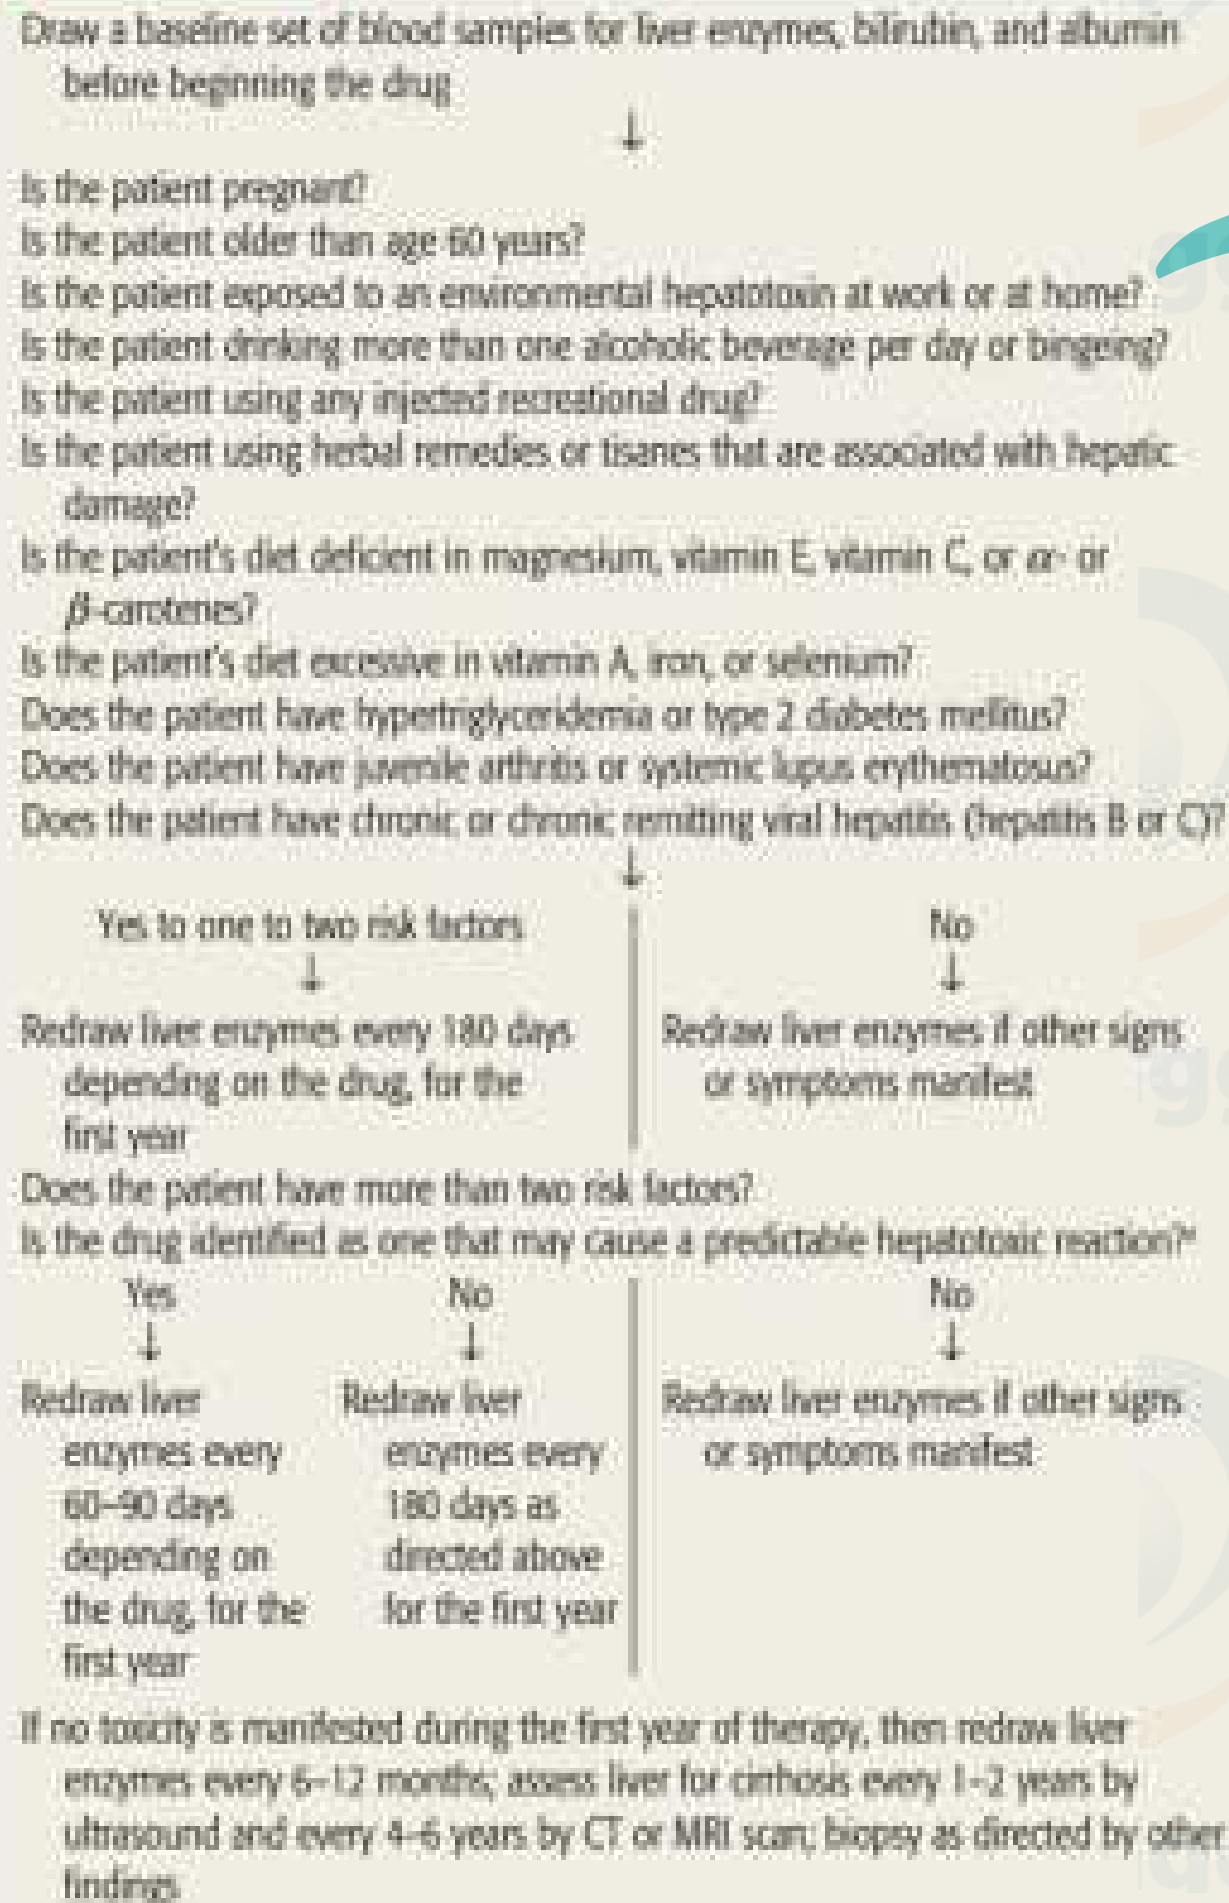 Draw a baseline set of blood samples for liver enzymes, bilirubin, and albumin
before beginning the drug
↓
Is the patient pregnant?
Is the patient older than age 60 years?
Is the patient exposed to an environmental hepatotoxin at work or at home?
Is the patient drinking more than one alcoholic beverage per day or bingeing?
Is the patient using any injected recreational drug?
Is the patient using herbal remedies or tisanes that are associated with hepatic
damage?
Is the patient's diet deficient in magnesium, vitamin E, vitamin C, or α- or
β-carotenes?
Is the patient's diet excessive in vitamin A, iron, or selenium?
Does the patient have hypertriglyceridemia or type 2 diabetes mellitus?
Does the patient have juvenile arthritis or systemic lupus erythematosus?
Does the patient have chronic or chronic remitting viral hepatitis (hepatitis B or C)?
↓
Yes to one to two risk factors
↓
Redraw liver enzymes every 180 days
depending on the drug, for the
first year
No
↓
Redraw liver enzymes if other signs
or symptoms manifest
Does the patient have more than two risk factors?
Is the drug identified as one that may cause a predictable hepatotoxic reaction?
Yes
↓
Redraw liver
enzymes every
60–90 days
depending on
the drug, for the
first year
No
↓
Redraw liver
enzymes every
180 days as
directed above
for the first year
No
↓
Redraw liver enzymes if other signs
or symptoms manifest
If no toxicity is manifested during the first year of therapy, then redraw liver
enzymes every 6–12 months; assess liver for cirrhosis every 1–2 years by
ultrasound and every 4–6 years by CT or MRI scan; biopsy as directed by other
findings